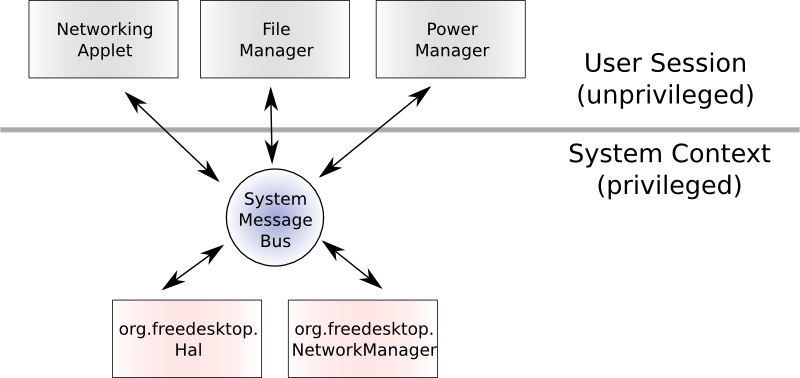 Networking
Applet
File
Manager
Power
Manager
User Session
(unprivileged)
System Context
(privileged)
System
Message
Bus
org.freedesktop.
Hal
org.freedesktop.
NetworkManager